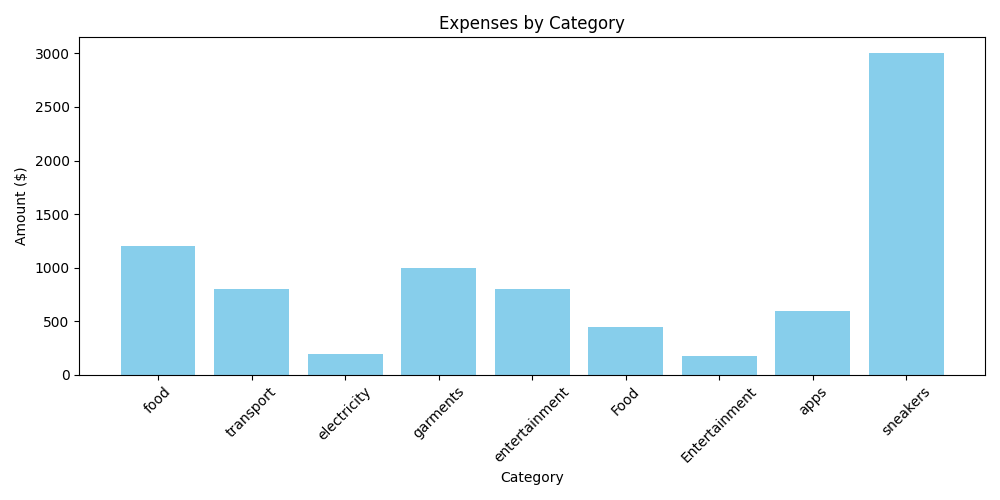 Expenses by Category
Amount ($)
3000
2500
2000
1500
1000
500
0
food
transport
electricity
garments
entertainment
Food
Entertainment
apps
sneakers
Category